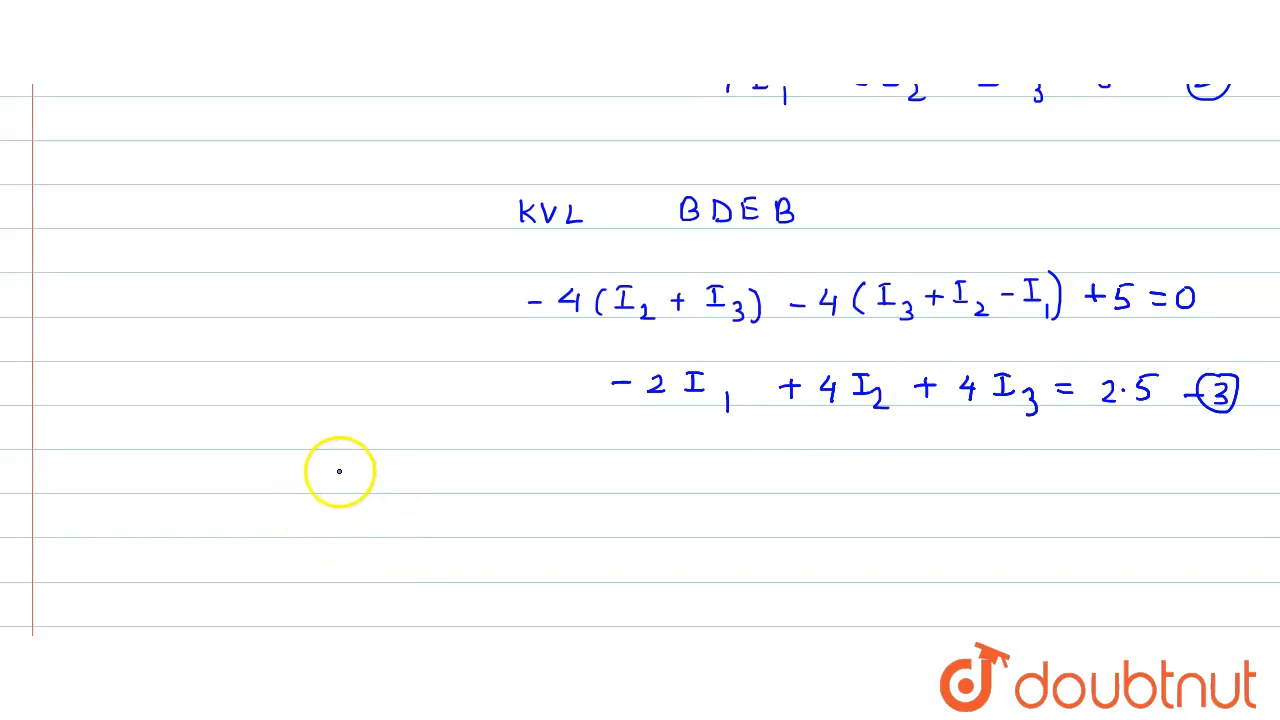 KVL BDEB
- 4 ( I₂ + I₃ ) - 4 ( I₃ + I₂ - I₁ ) + 5 = 0
- 2 I₁ + 4 I₂ + 4 I₃ = 2.5 - 3
doubtnut